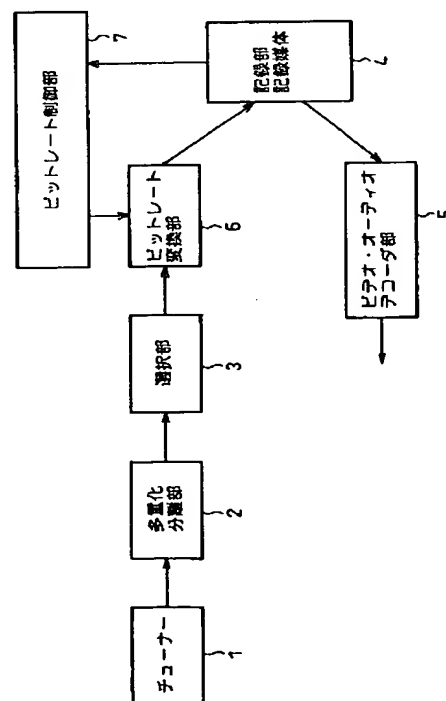 チューナー
1
多重化
分離部
2
選択部
3
ビットレート
変換部
6
ビットレート制御部
7
記録部
記録媒体
4
ビデオ・オーディオ
デコーダ部
5